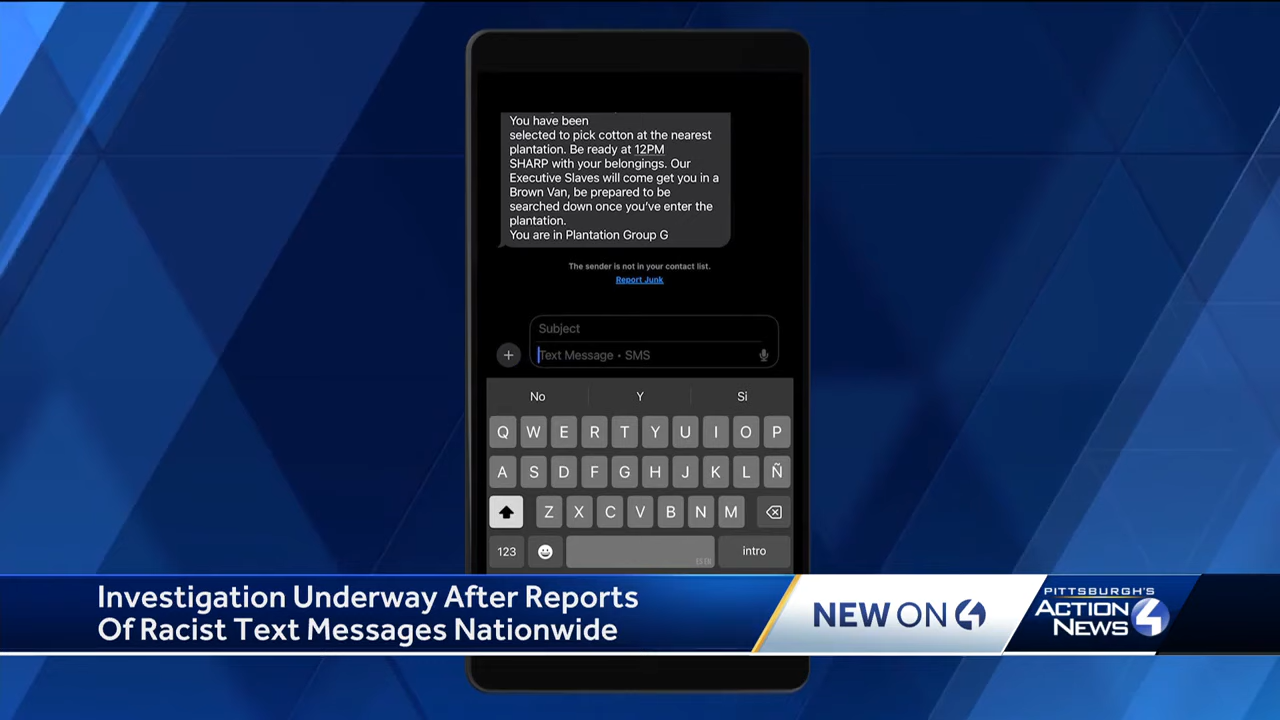 You have been
selected to pick cotton at the nearest
plantation. Be ready at 12PM
SHARP with your belongings. Our
Executive Slaves will come get you in a
Brown Van, be prepared to be
searched down once you've enter the
plantation.
You are in Plantation Group G
The sender is not in your contact list.
Report Junk
Subject
Text Message • SMS
No Y Si
Q W E R T Y U I O P
A S D F G H J K L Ñ
Z X C V B N M
123 intro
Investigation Underway After Reports
Of Racist Text Messages Nationwide
NEW ON 4
PITTSBURGH'S
ACTION
NEWS 4